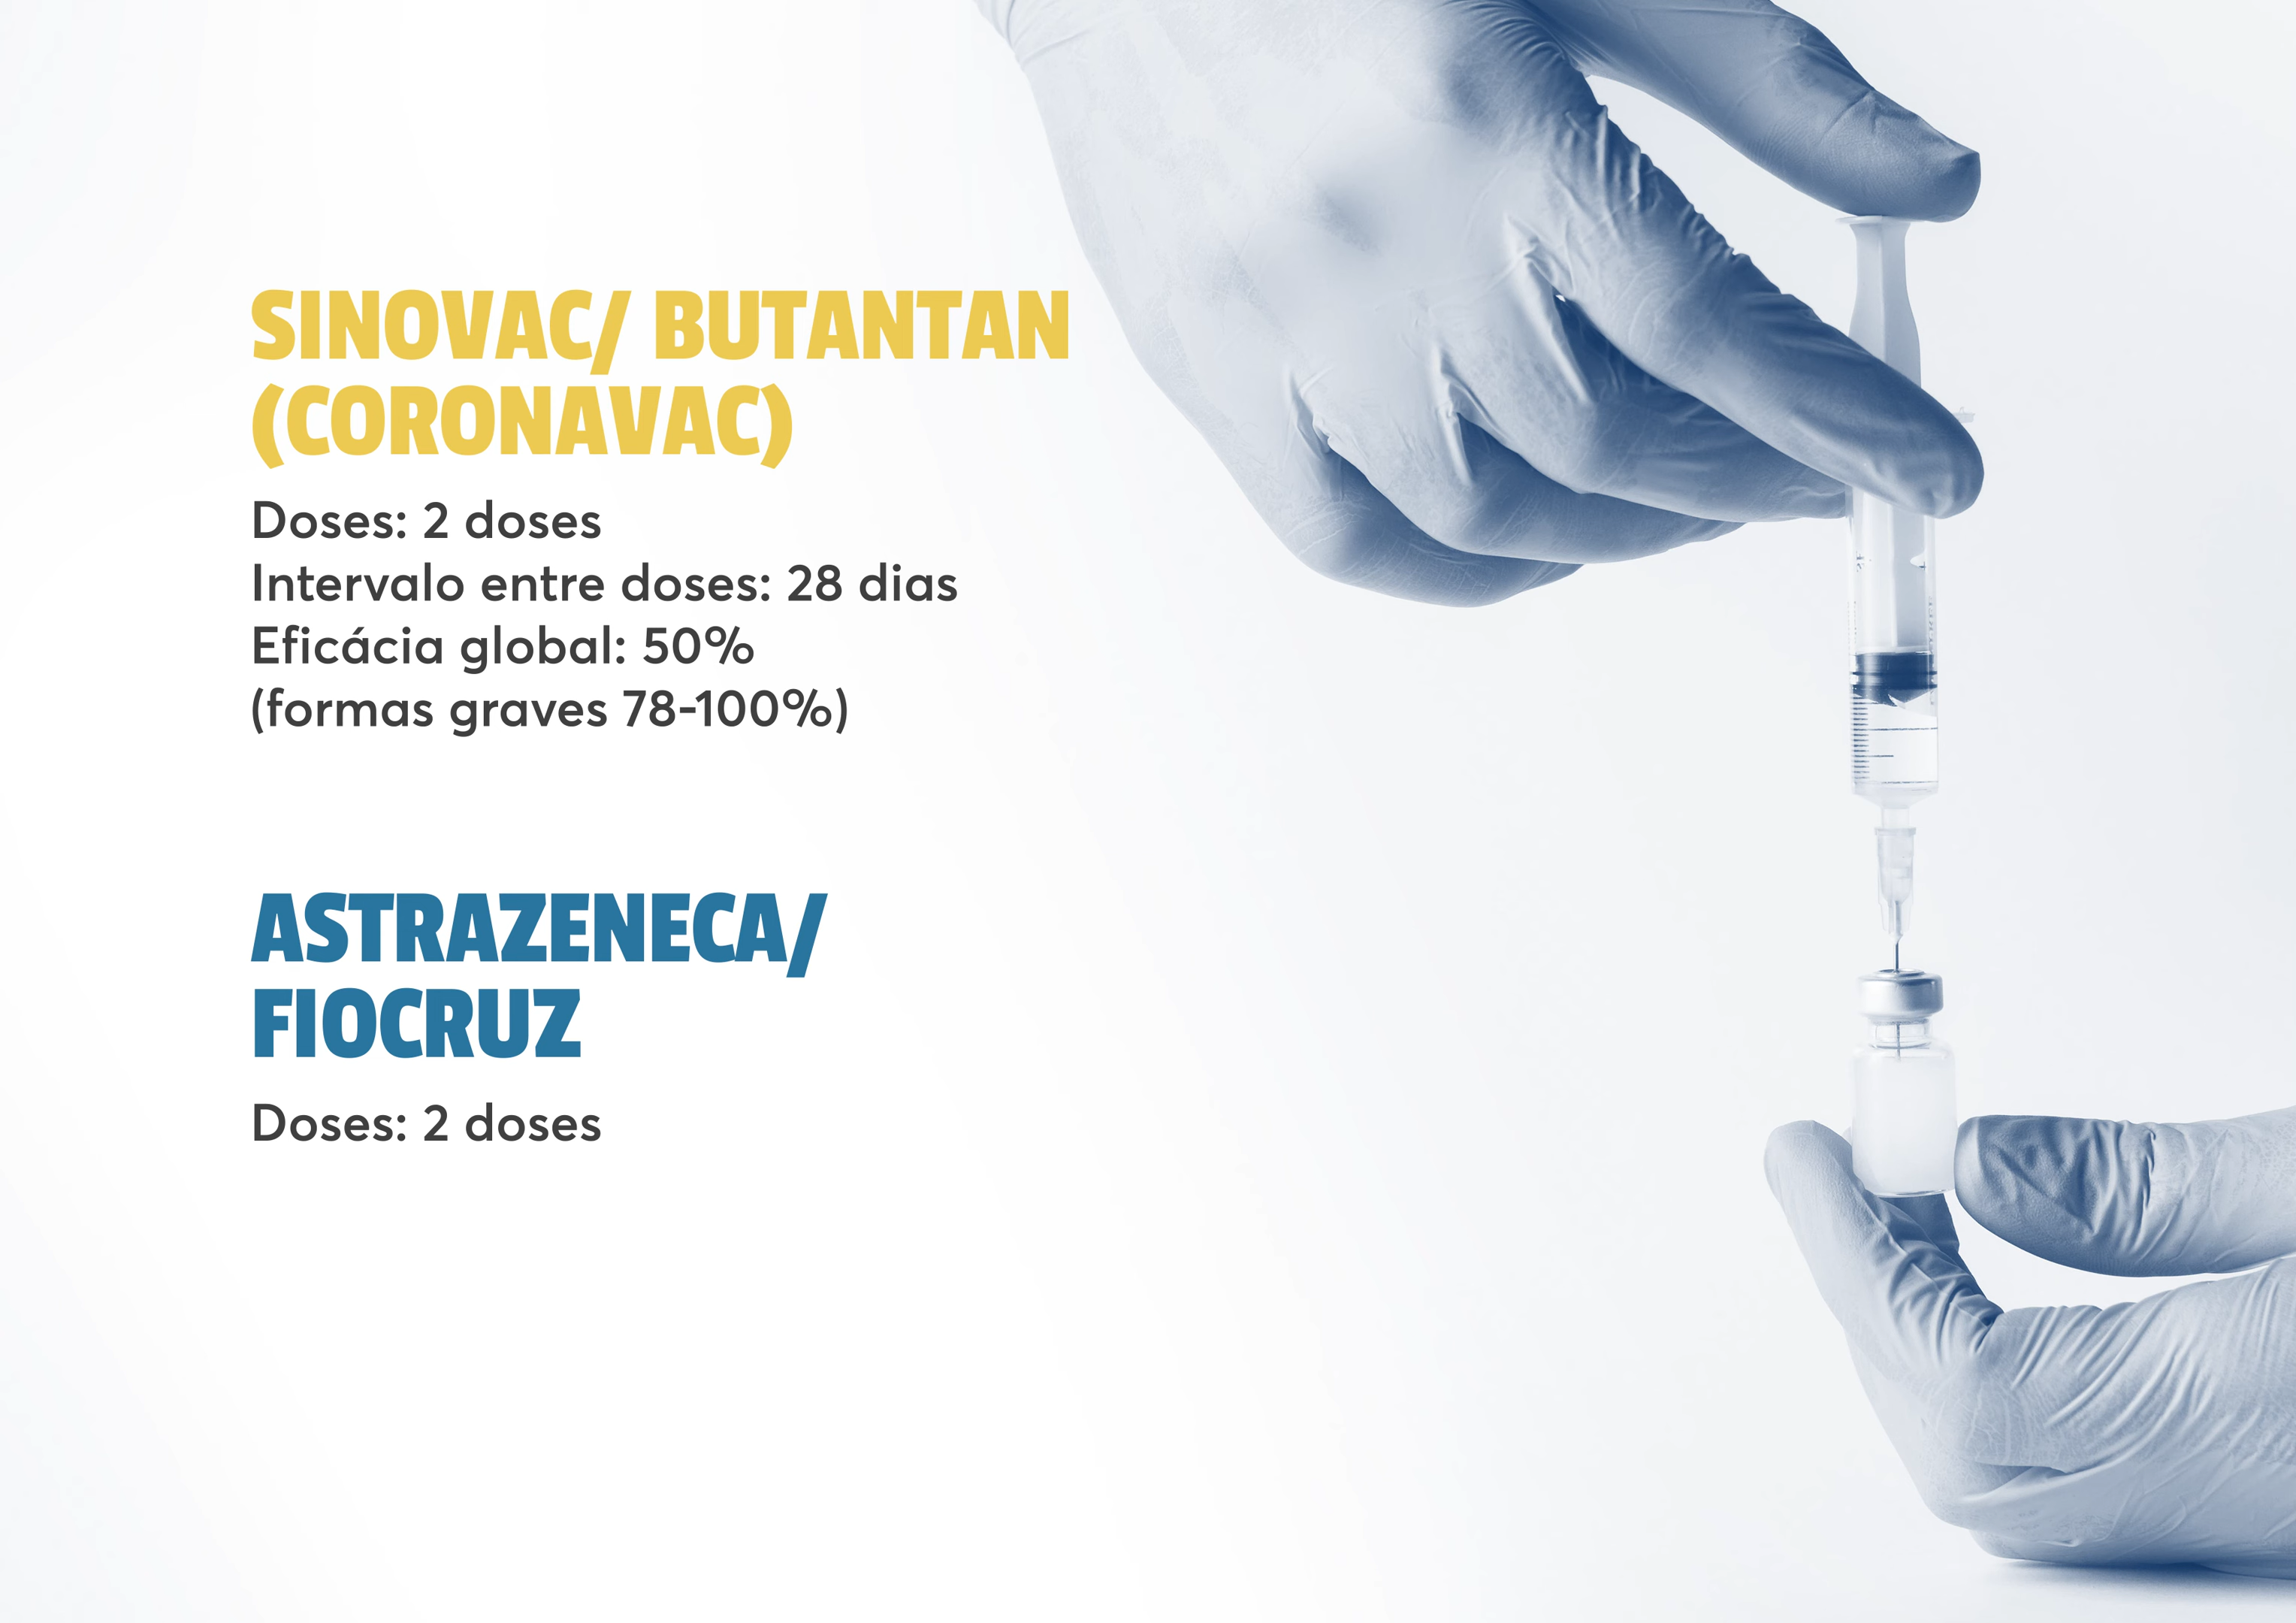 SINOVAC/ BUTANTAN
(CORONAVAC)
Doses: 2 doses
Intervalo entre doses: 28 dias
Eficácia global: 50%
(formas graves 78-100%)
ASTRAZENECA/
FIOCRUZ
Doses: 2 doses